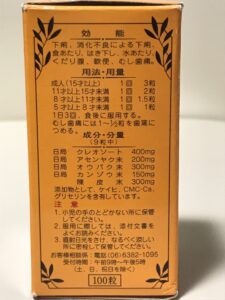 効能
下痢、消化不良による下痢、
食あたり、はき下し、水あたり、
くだり腹、軟便、むし歯痛。
用法・用量
成人(15才以上) 1回 3粒
11才以上15才未満 1回 2粒
8才以上11才未満 1回 1.5粒
5才以上8才未満 1回 1粒
1日3回、食後に服用する。
むし歯痛には1〜½粒を歯窩に
つめる。
成分・分量
(9粒中)
日局 クレオソート 400mg
日局 アセンヤク末 200mg
日局 オウバク末 300mg
日局 カンゾウ末 150mg
陳皮末 300mg
添加物として、ケイヒ、CMC-Ca、
グリセリンを含有しています。
注意
1. 小児の手のとどかない所に保管
してください。
2. 服用に際しては、添付文書を
よくお読みください。
3. 直射日光をさけ、なるべく涼し
い所に密栓して保管してください。
お客様相談窓口 06-6382-1095
受付時間:午前9時〜午後5時
(土、日、祝日を除く)
100粒